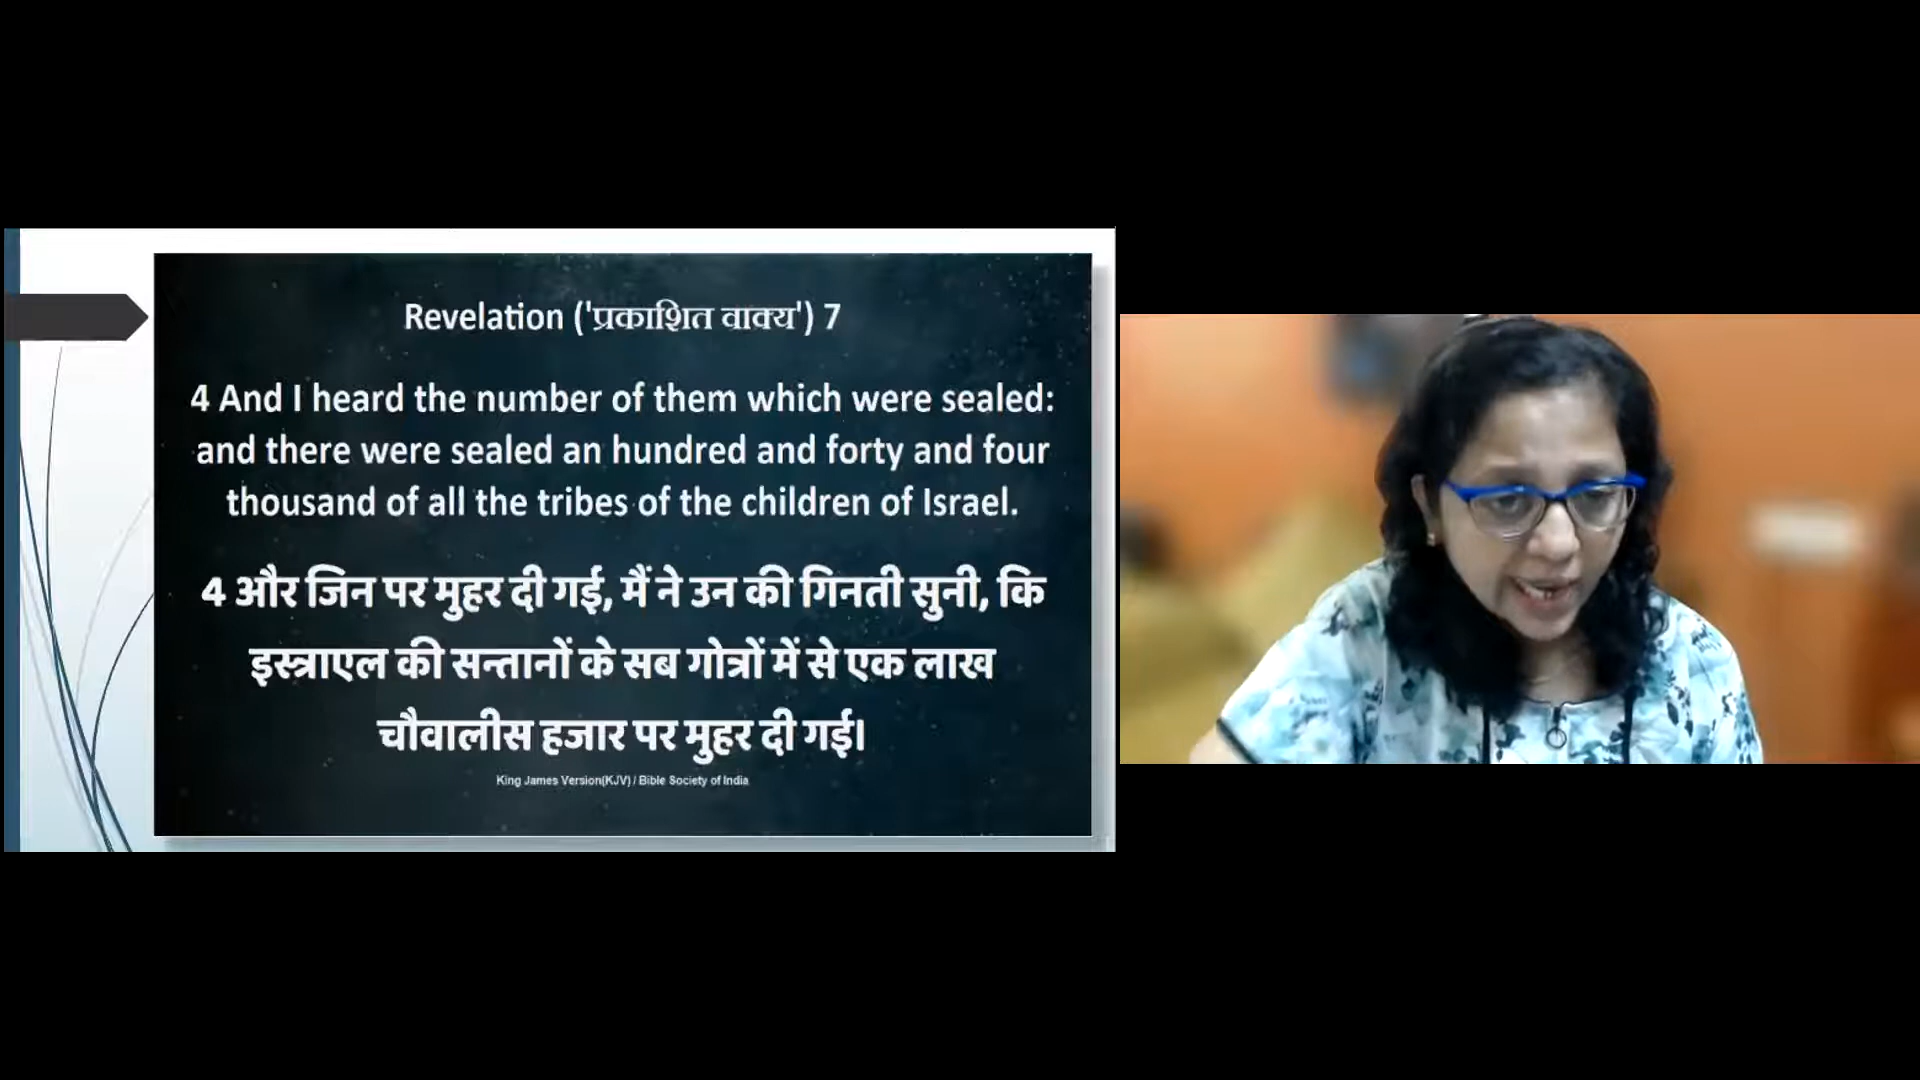 Revelation ('प्रकाशित वाक्य') 7
4 And I heard the number of them which were sealed:
and there were sealed an hundred and forty and four
thousand of all the tribes of the children of Israel.
4 और जिन पर मुहर दी गई, मैं ने उन की गिनती सुनी, कि
इस्त्राएल की सन्तानों के सब गोत्रों में से एक लाख
चौवालीस हजार पर मुहर दी गई।
King James Version(KJV) / Bible Society of India